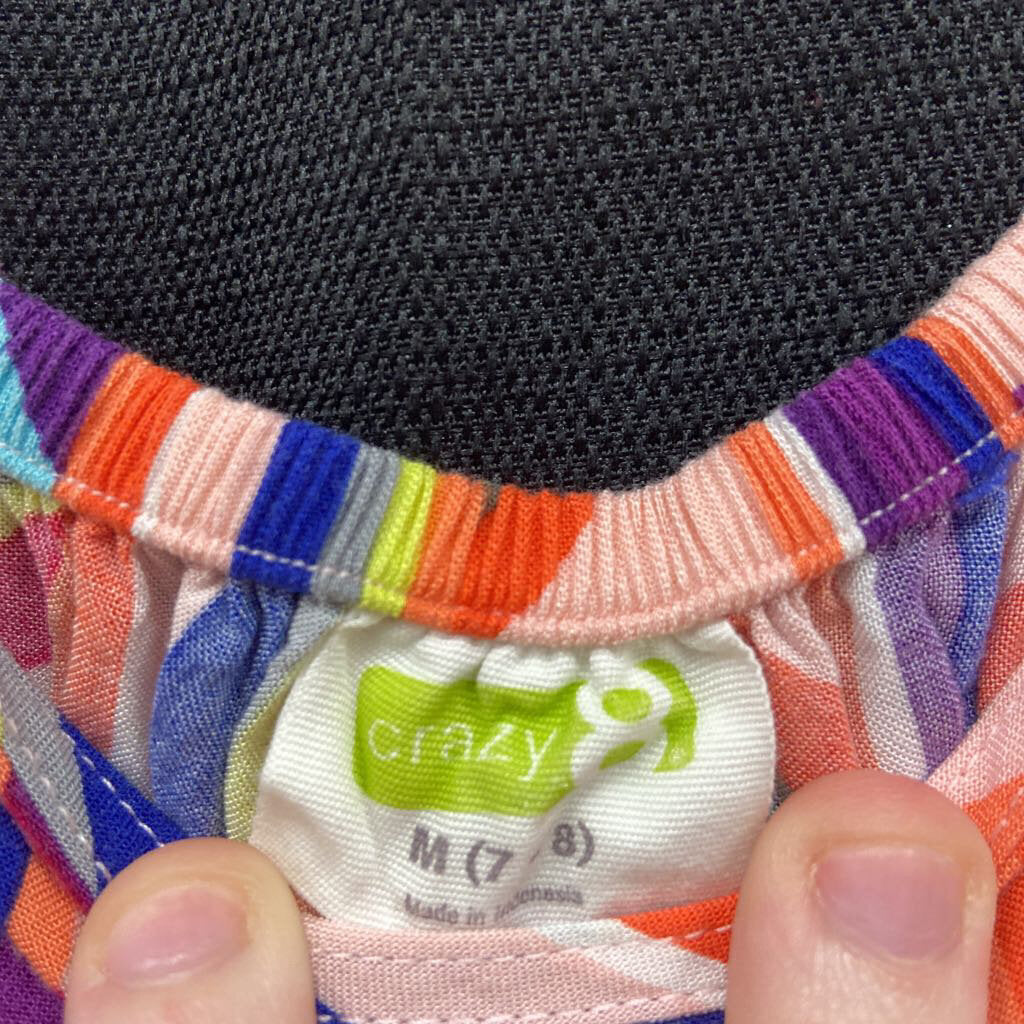 crazy 8
M (7 - 8)
Made in Indonesia